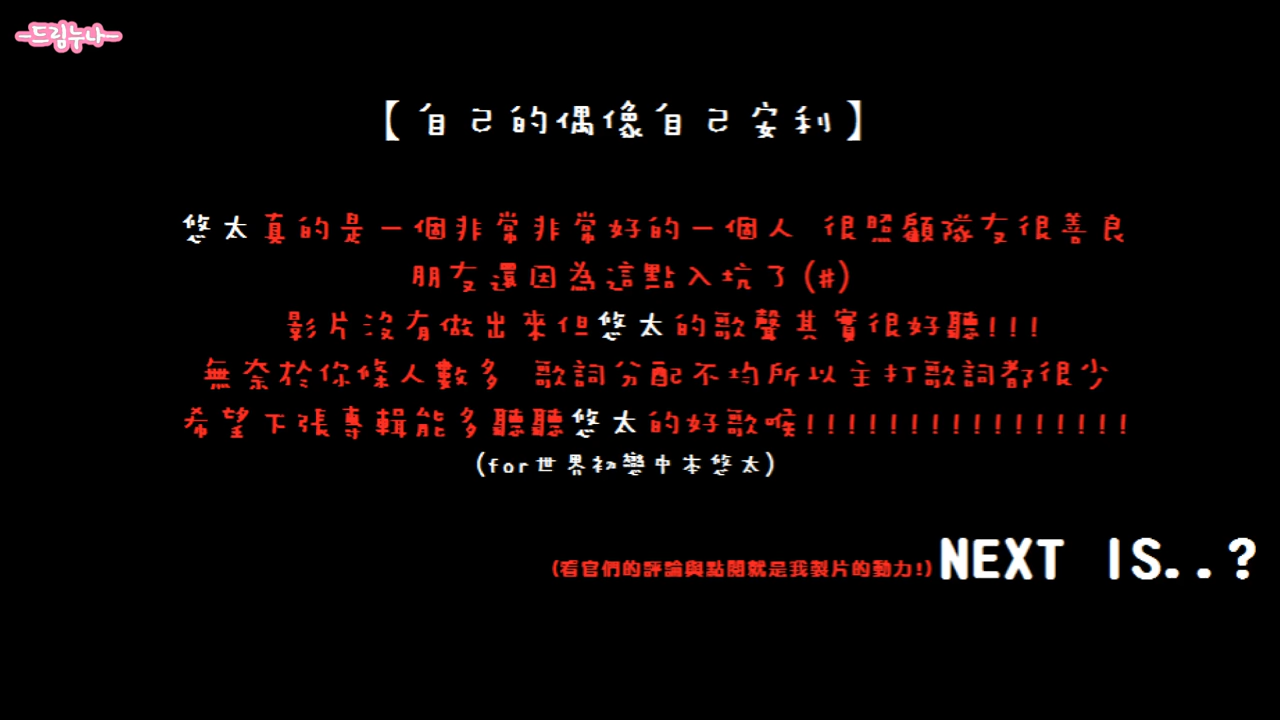 -드림누나-
【自己的偶像自己安利】
悠太真的是一個非常非常好的一個人 很照顧隊友很善良
朋友還因為這點入坑了(#)
影片沒有做出來但悠太的歌聲其實很好聽!!!
無奈於你倏人數多 歌詞分配不均所以主打歌詞都很少
希望下張專輯能多聽聽悠太的好歌喉!!!!!!!!!!!!!!!!
(for世界初戀中本悠太)
(看官們的評論與點閱就是我製片的動力!) NEXT IS..?